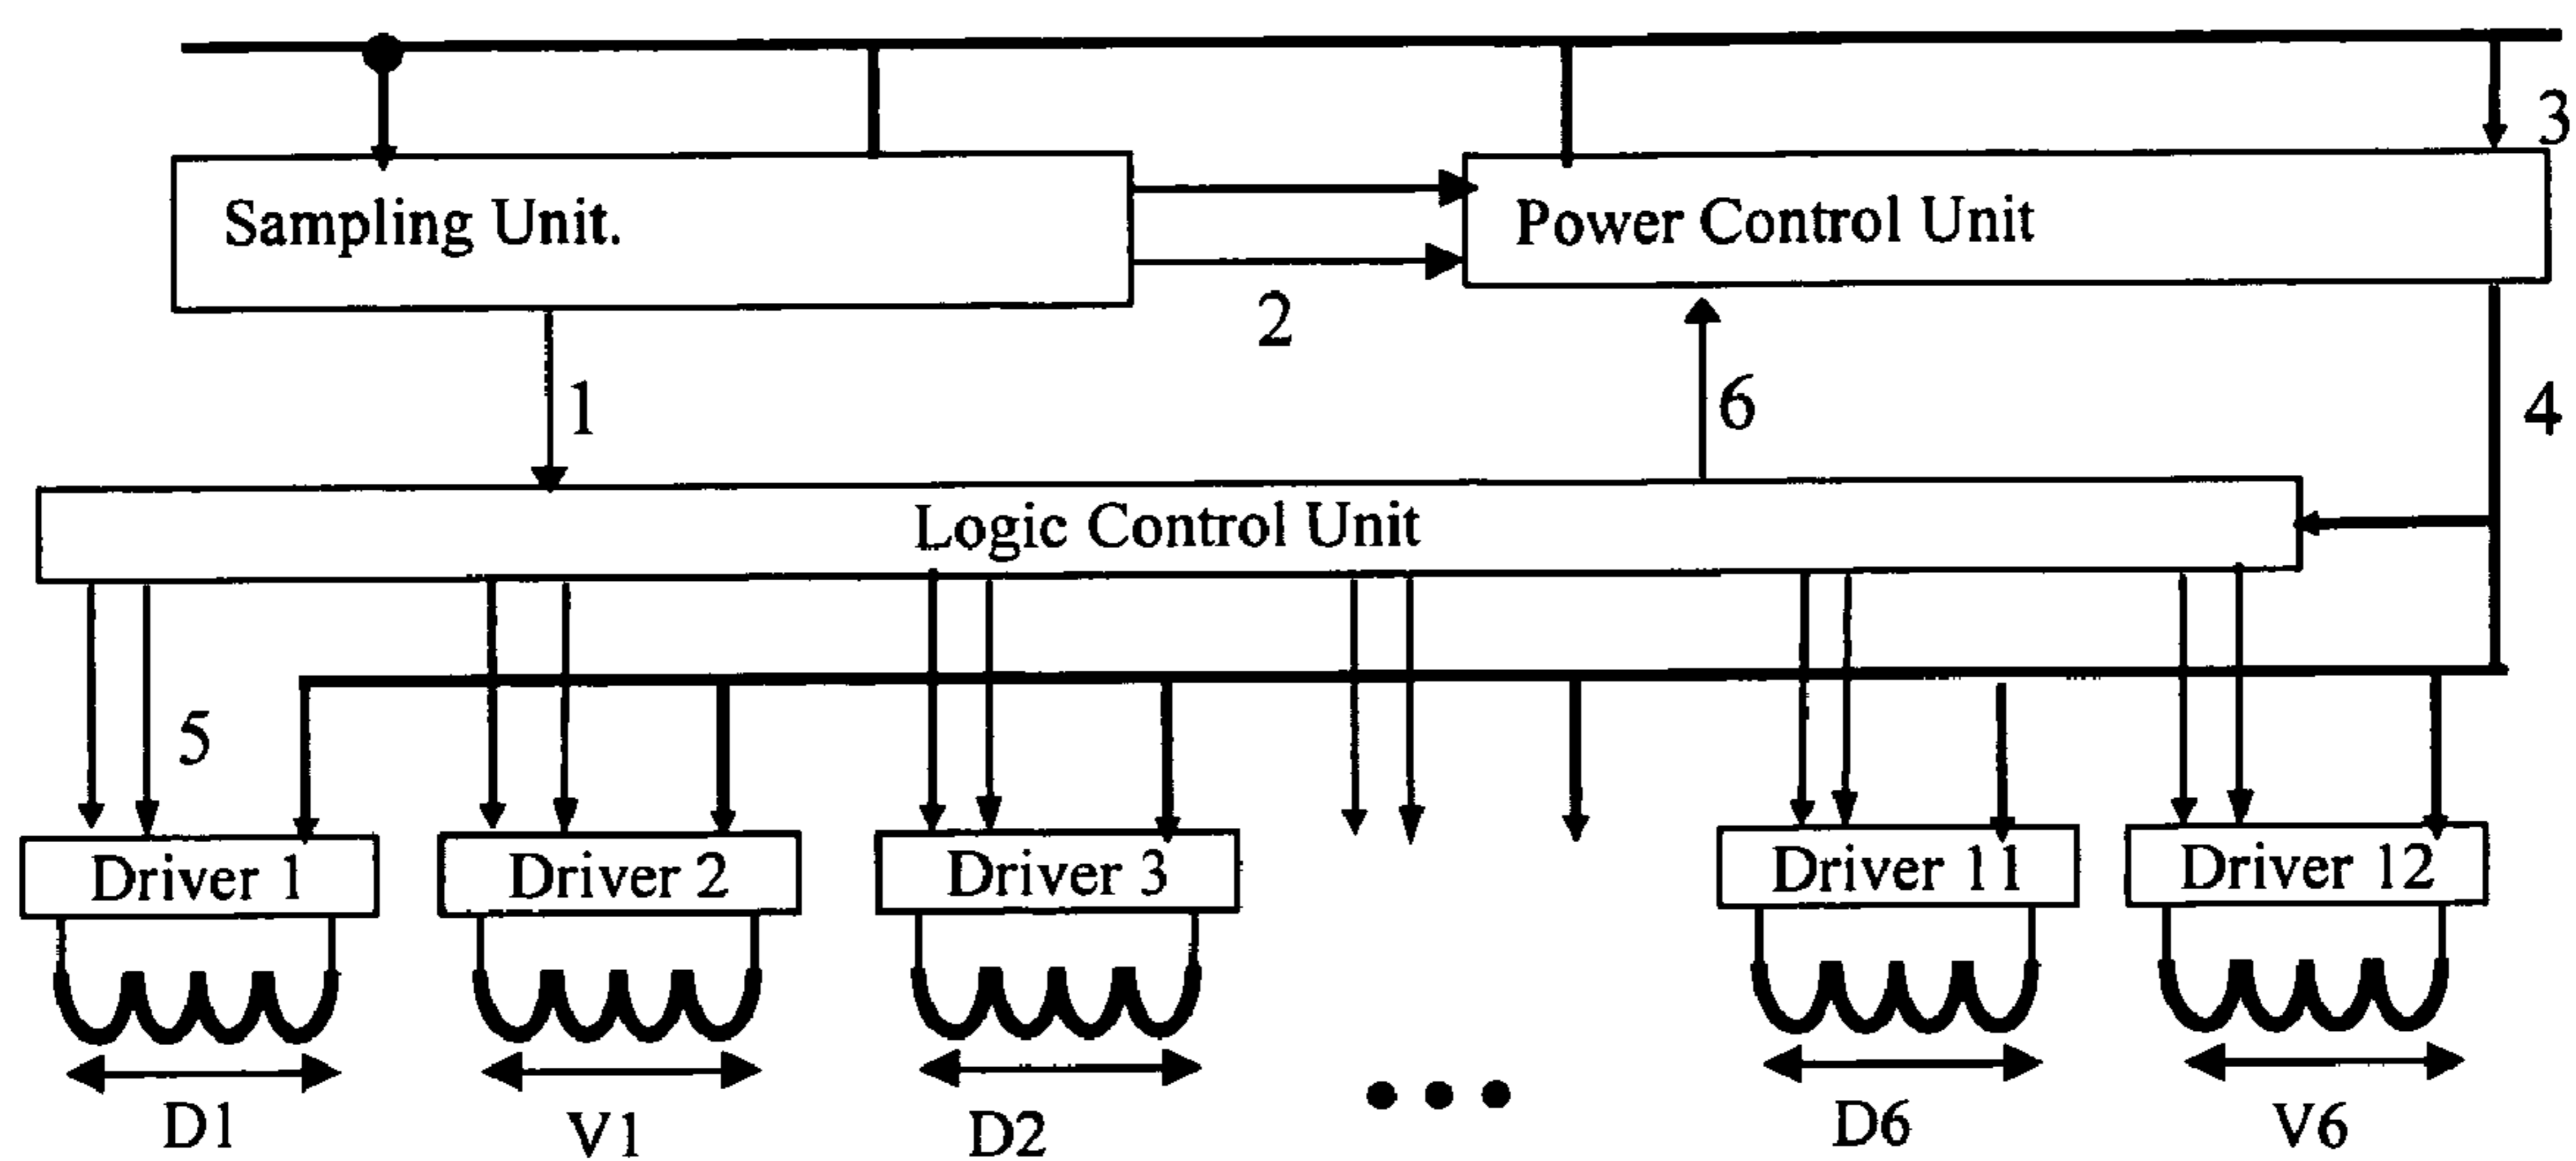 3
Sampling Unit.
Power Control Unit
2
1
6
4
Logic Control Unit
5
Driver 1
Driver 2
Driver 3
Driver 11
Driver 12
D1
V1
D2
D6
V6